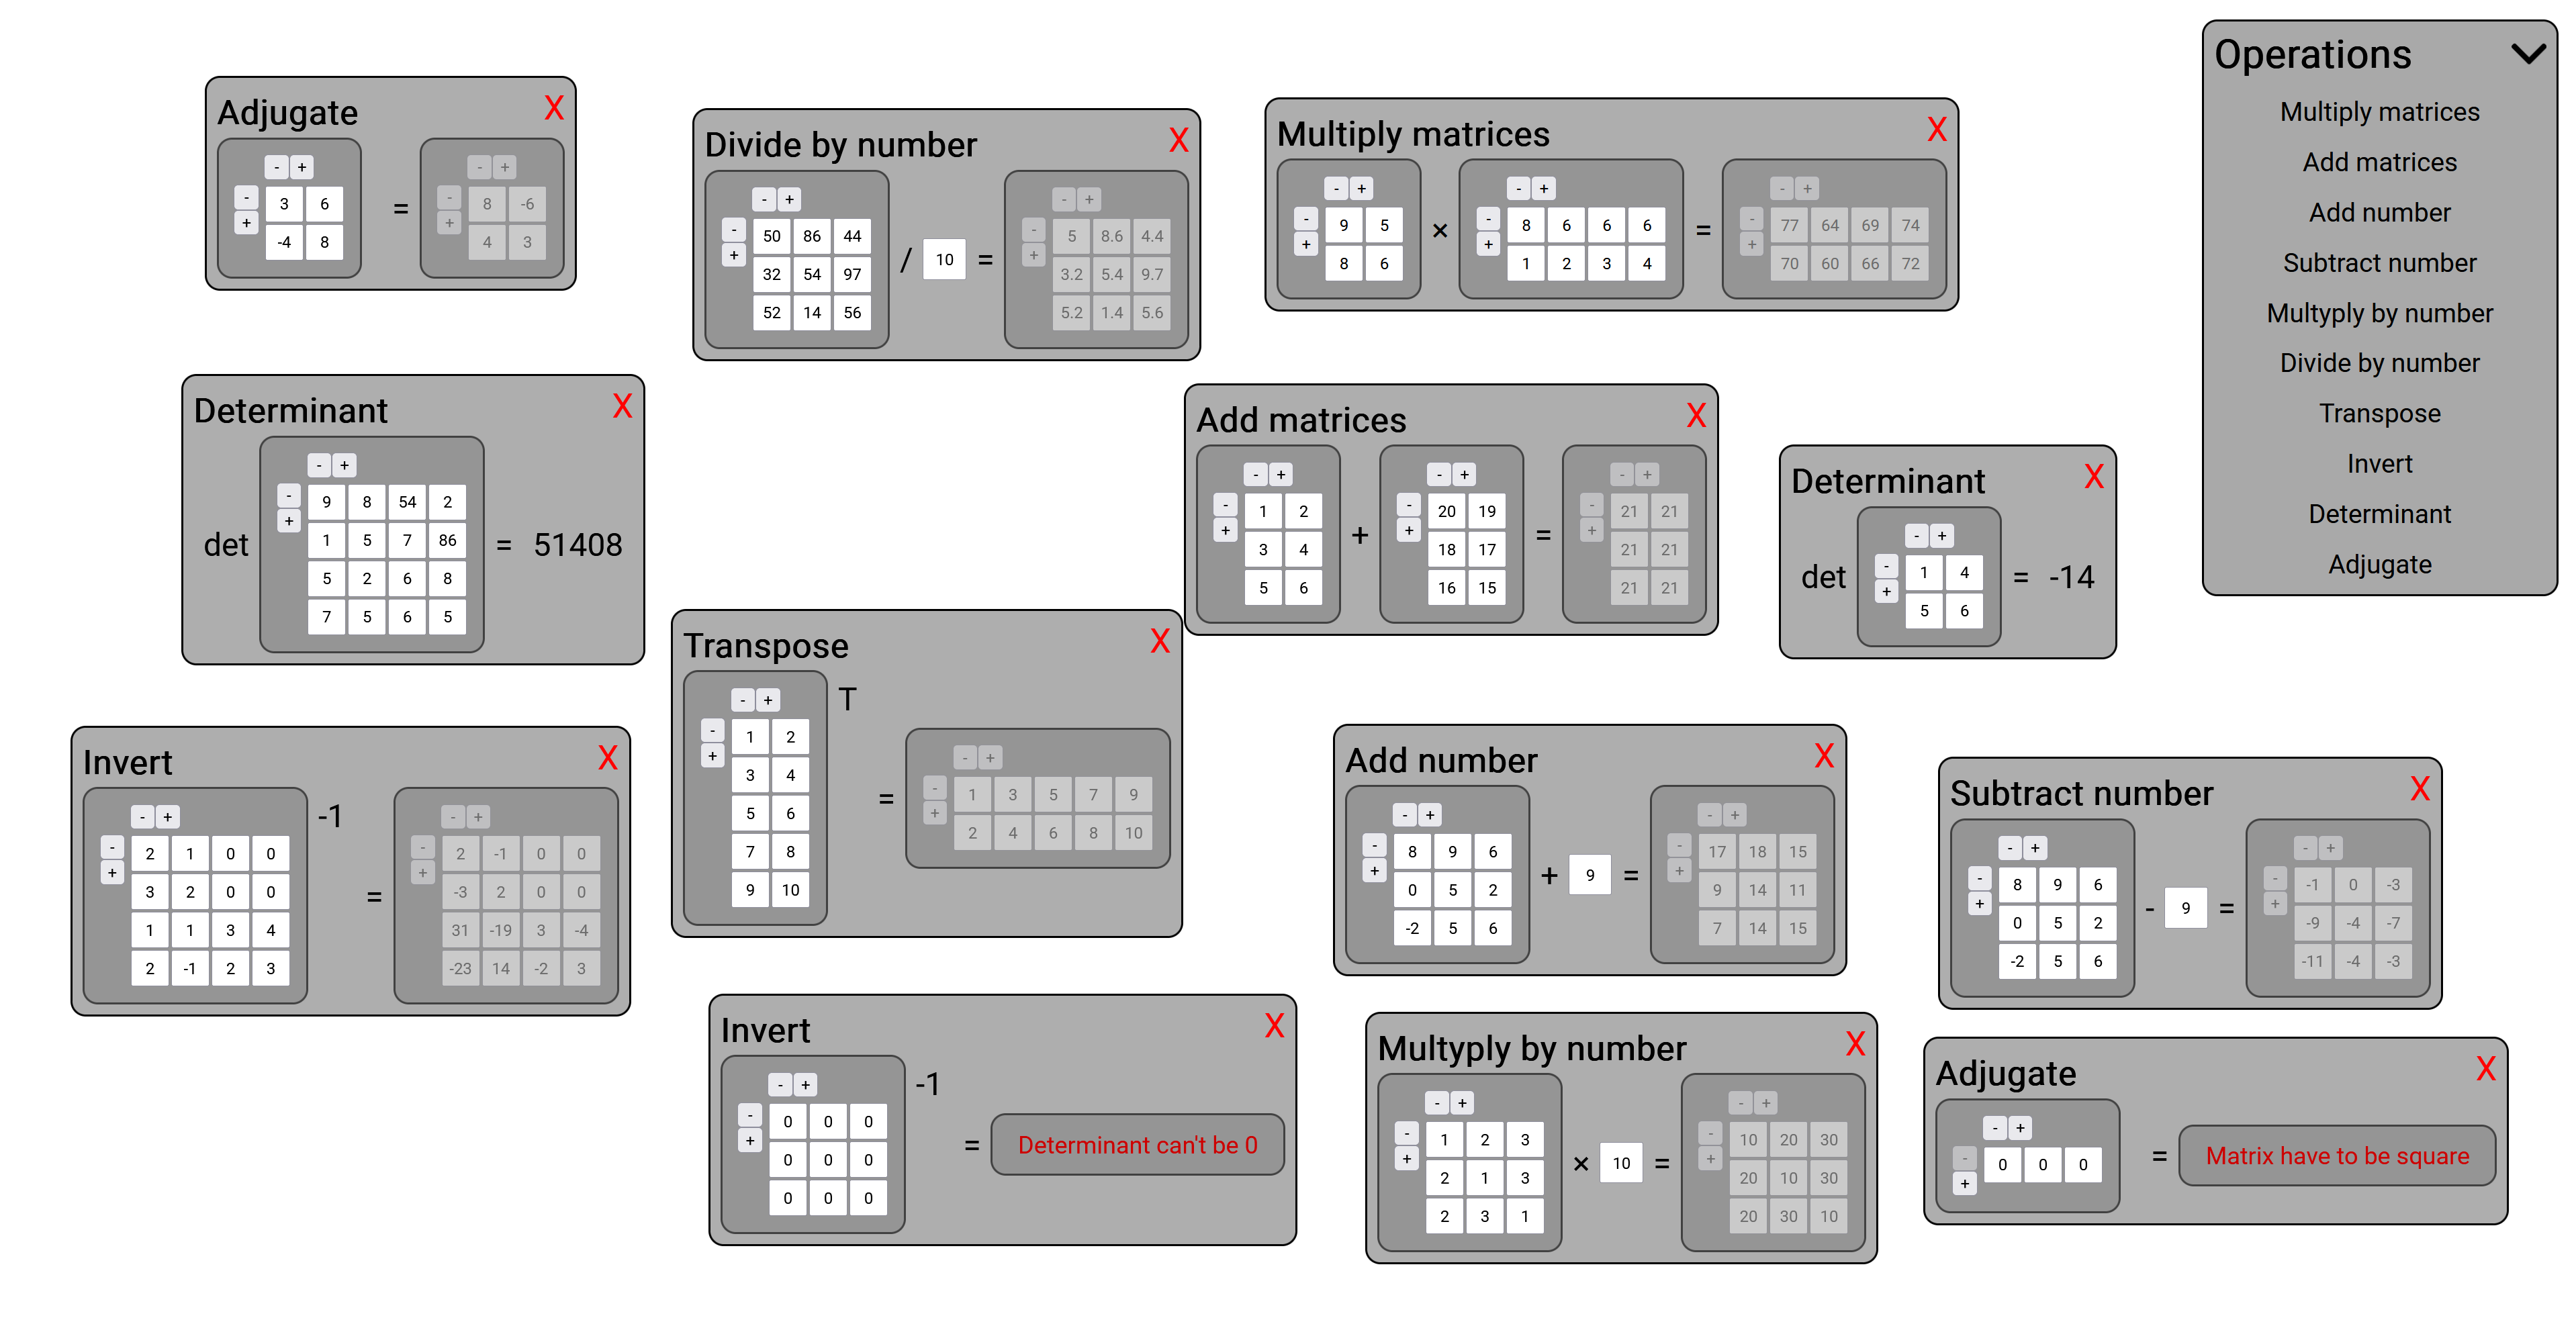 Operations
Multiply matrices
Add matrices
Add number
Subtract number
Multyply by number
Divide by number
Transpose
Invert
Determinant
Adjugate
Adjugate X
- + - +
- 3 6 = - 8 -6
+ -4 8 + 4 3
Divide by number X
- + - +
- 50 86 44 - 5 8.6 4.4
+ 32 54 97 / 10 = + 3.2 5.4 9.7
52 14 56 5.2 1.4 5.6
Multiply matrices X
- + - + - +
- 9 5 × - 8 6 6 6 = - 77 64 69 74
+ 8 6 + 1 2 3 4 + 70 60 66 72
Determinant X
- +
- 9 8 54 2
+ 1 5 7 86
det = 51408
5 2 6 8
7 5 6 5
Add matrices X
- + - + - +
- 1 2 - 20 19 - 21 21
+ 3 4 + + 18 17 = + 21 21
5 6 16 15 21 21
Determinant X
- +
- 1 4
det = -14
+ 5 6
Transpose X
- + T
- 1 2 - +
+ 3 4 - 1 3 5 7 9
5 6 = + 2 4 6 8 10
7 8
9 10
Invert X
- + -1 - +
- 2 1 0 0 - 2 -1 0 0
+ 3 2 0 0 = + -3 2 0 0
1 1 3 4 31 -19 3 -4
2 -1 2 3 -23 14 -2 3
Add number X
- + - +
- 8 9 6 - 17 18 15
+ 0 5 2 + 9 = + 9 14 11
-2 5 6 7 14 15
Subtract number X
- + - +
- 8 9 6 - -1 0 -3
+ 0 5 2 - 9 = + -9 -4 -7
-2 5 6 -11 -4 -3
Invert X
- + -1
- 0 0 0
+ 0 0 0 = Determinant can't be 0
0 0 0
Multyply by number X
- + - +
- 1 2 3 - 10 20 30
+ 2 1 3 × 10 = + 20 10 30
2 3 1 20 30 10
Adjugate X
- +
- 0 0 0 = Matrix have to be square
+